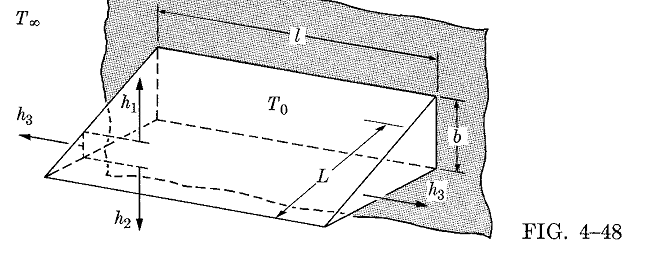 T∞
l
h₁
T₀
h₃
b
L
h₃
h₂
FIG. 4–48